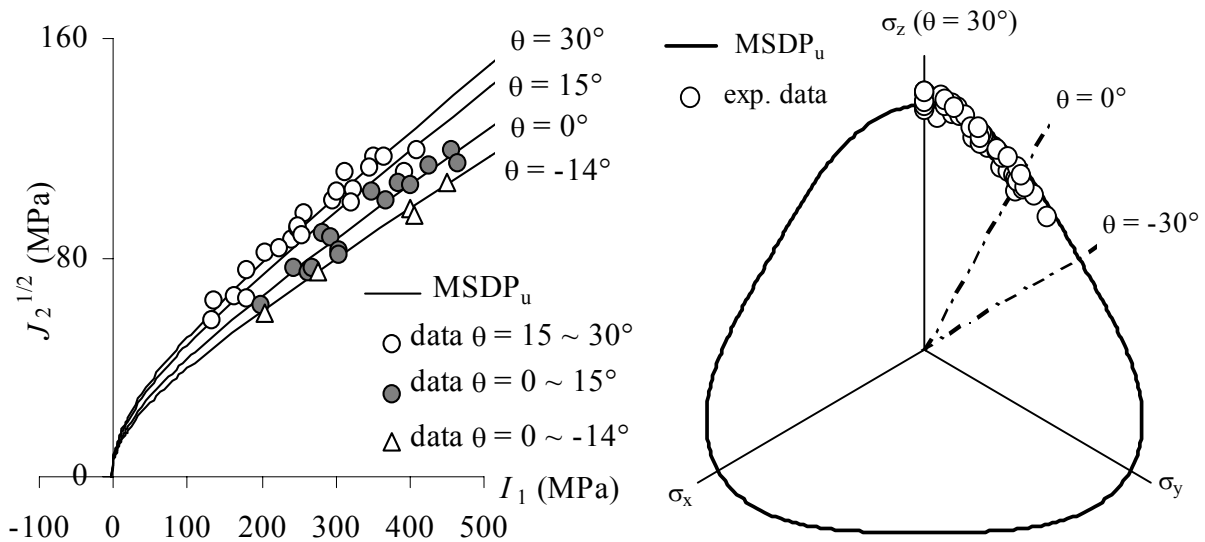 160
80
0
J₂^1/2 (MPa)
θ = 30°
θ = 15°
θ = 0°
θ = -14°
MSDPᵤ
data θ = 15 ~ 30°
data θ = 0 ~ 15°
data θ = 0 ~ -14°
I₁ (MPa)
-100 0 100 200 300 400 500
σz (θ = 30°)
MSDPᵤ
exp. data
θ = 0°
θ = -30°
σx
σy